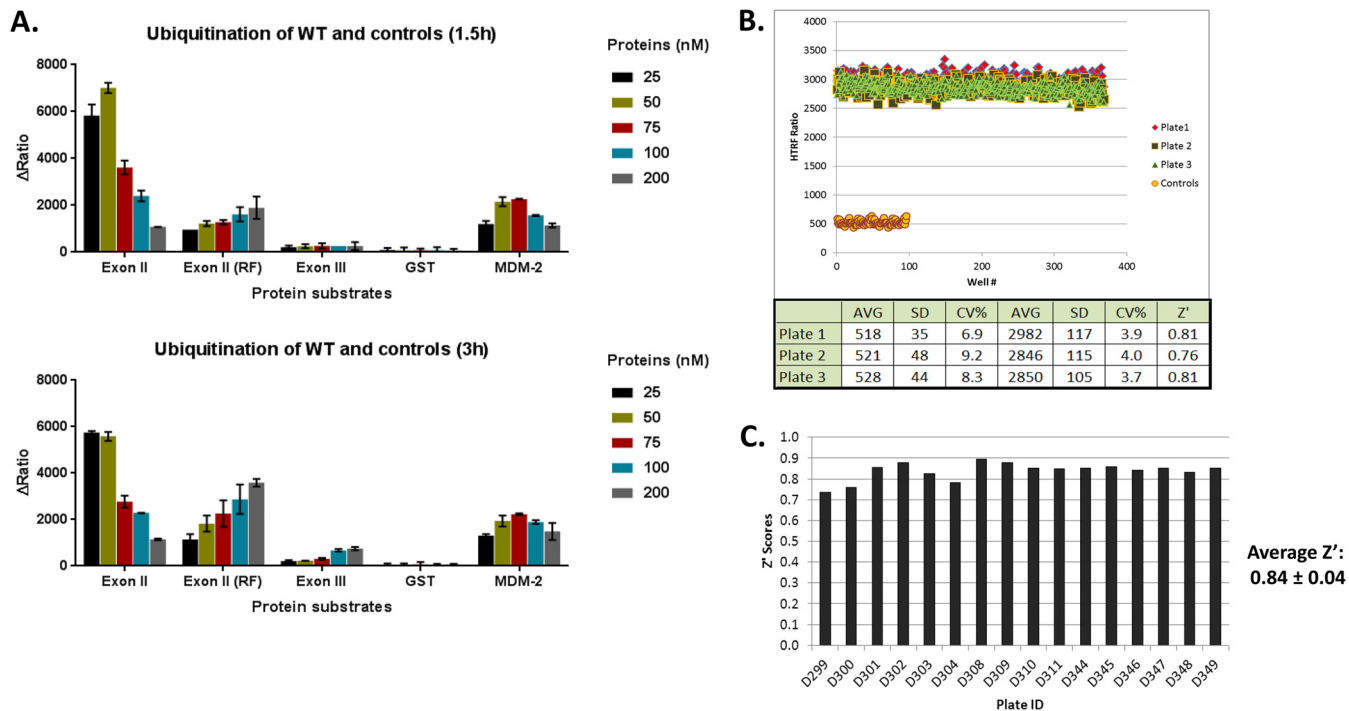 A.
Ubiquitination of WT and controls (1.5h)
8000
6000
4000
2000
0
ΔRatio
Exon II Exon II (RF) Exon III GST MDM-2
Protein substrates
Proteins (nM)
25
50
75
100
200
Ubiquitination of WT and controls (3h)
8000
6000
4000
2000
0
ΔRatio
Exon II Exon II (RF) Exon III GST MDM-2
Protein substrates
Proteins (nM)
25
50
75
100
200
B.
4000
3500
3000
2500
2000
1500
1000
500
0
HTRF Ratio
0 100 200 300 400
Well #
Plate1
Plate 2
Plate 3
Controls
AVG SD CV% AVG SD CV% Z'
Plate 1 518 35 6.9 2982 117 3.9 0.81
Plate 2 521 48 9.2 2846 115 4.0 0.76
Plate 3 528 44 8.3 2850 105 3.7 0.81
C.
1.0
0.9
0.8
0.7
0.6
0.5
0.4
0.3
0.2
0.1
0.0
Z' Scores
D299 D300 D301 D302 D303 D304 D308 D309 D310 D311 D344 D345 D346 D347 D348 D349
Plate ID
Average Z’:
0.84 ± 0.04